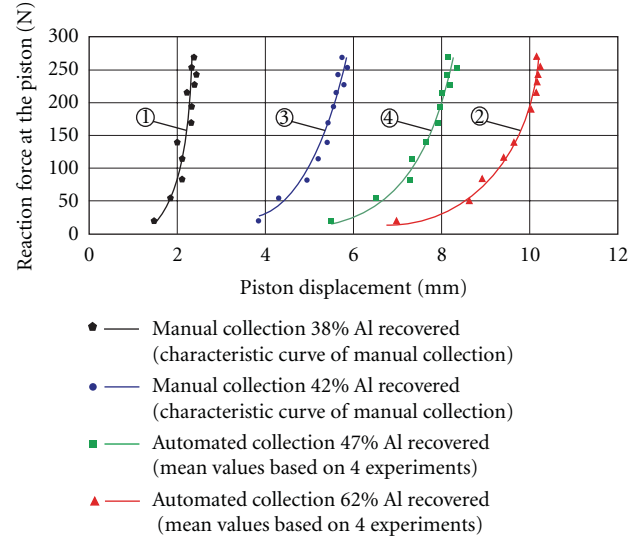 Reaction force at the piston (N)
300
250
200
150
100
50
0
1
3
4
2
0 2 4 6 8 10 12
Piston displacement (mm)
Manual collection 38% Al recovered
(characteristic curve of manual collection)
Manual collection 42% Al recovered
(characteristic curve of manual collection)
Automated collection 47% Al recovered
(mean values based on 4 experiments)
Automated collection 62% Al recovered
(mean values based on 4 experiments)